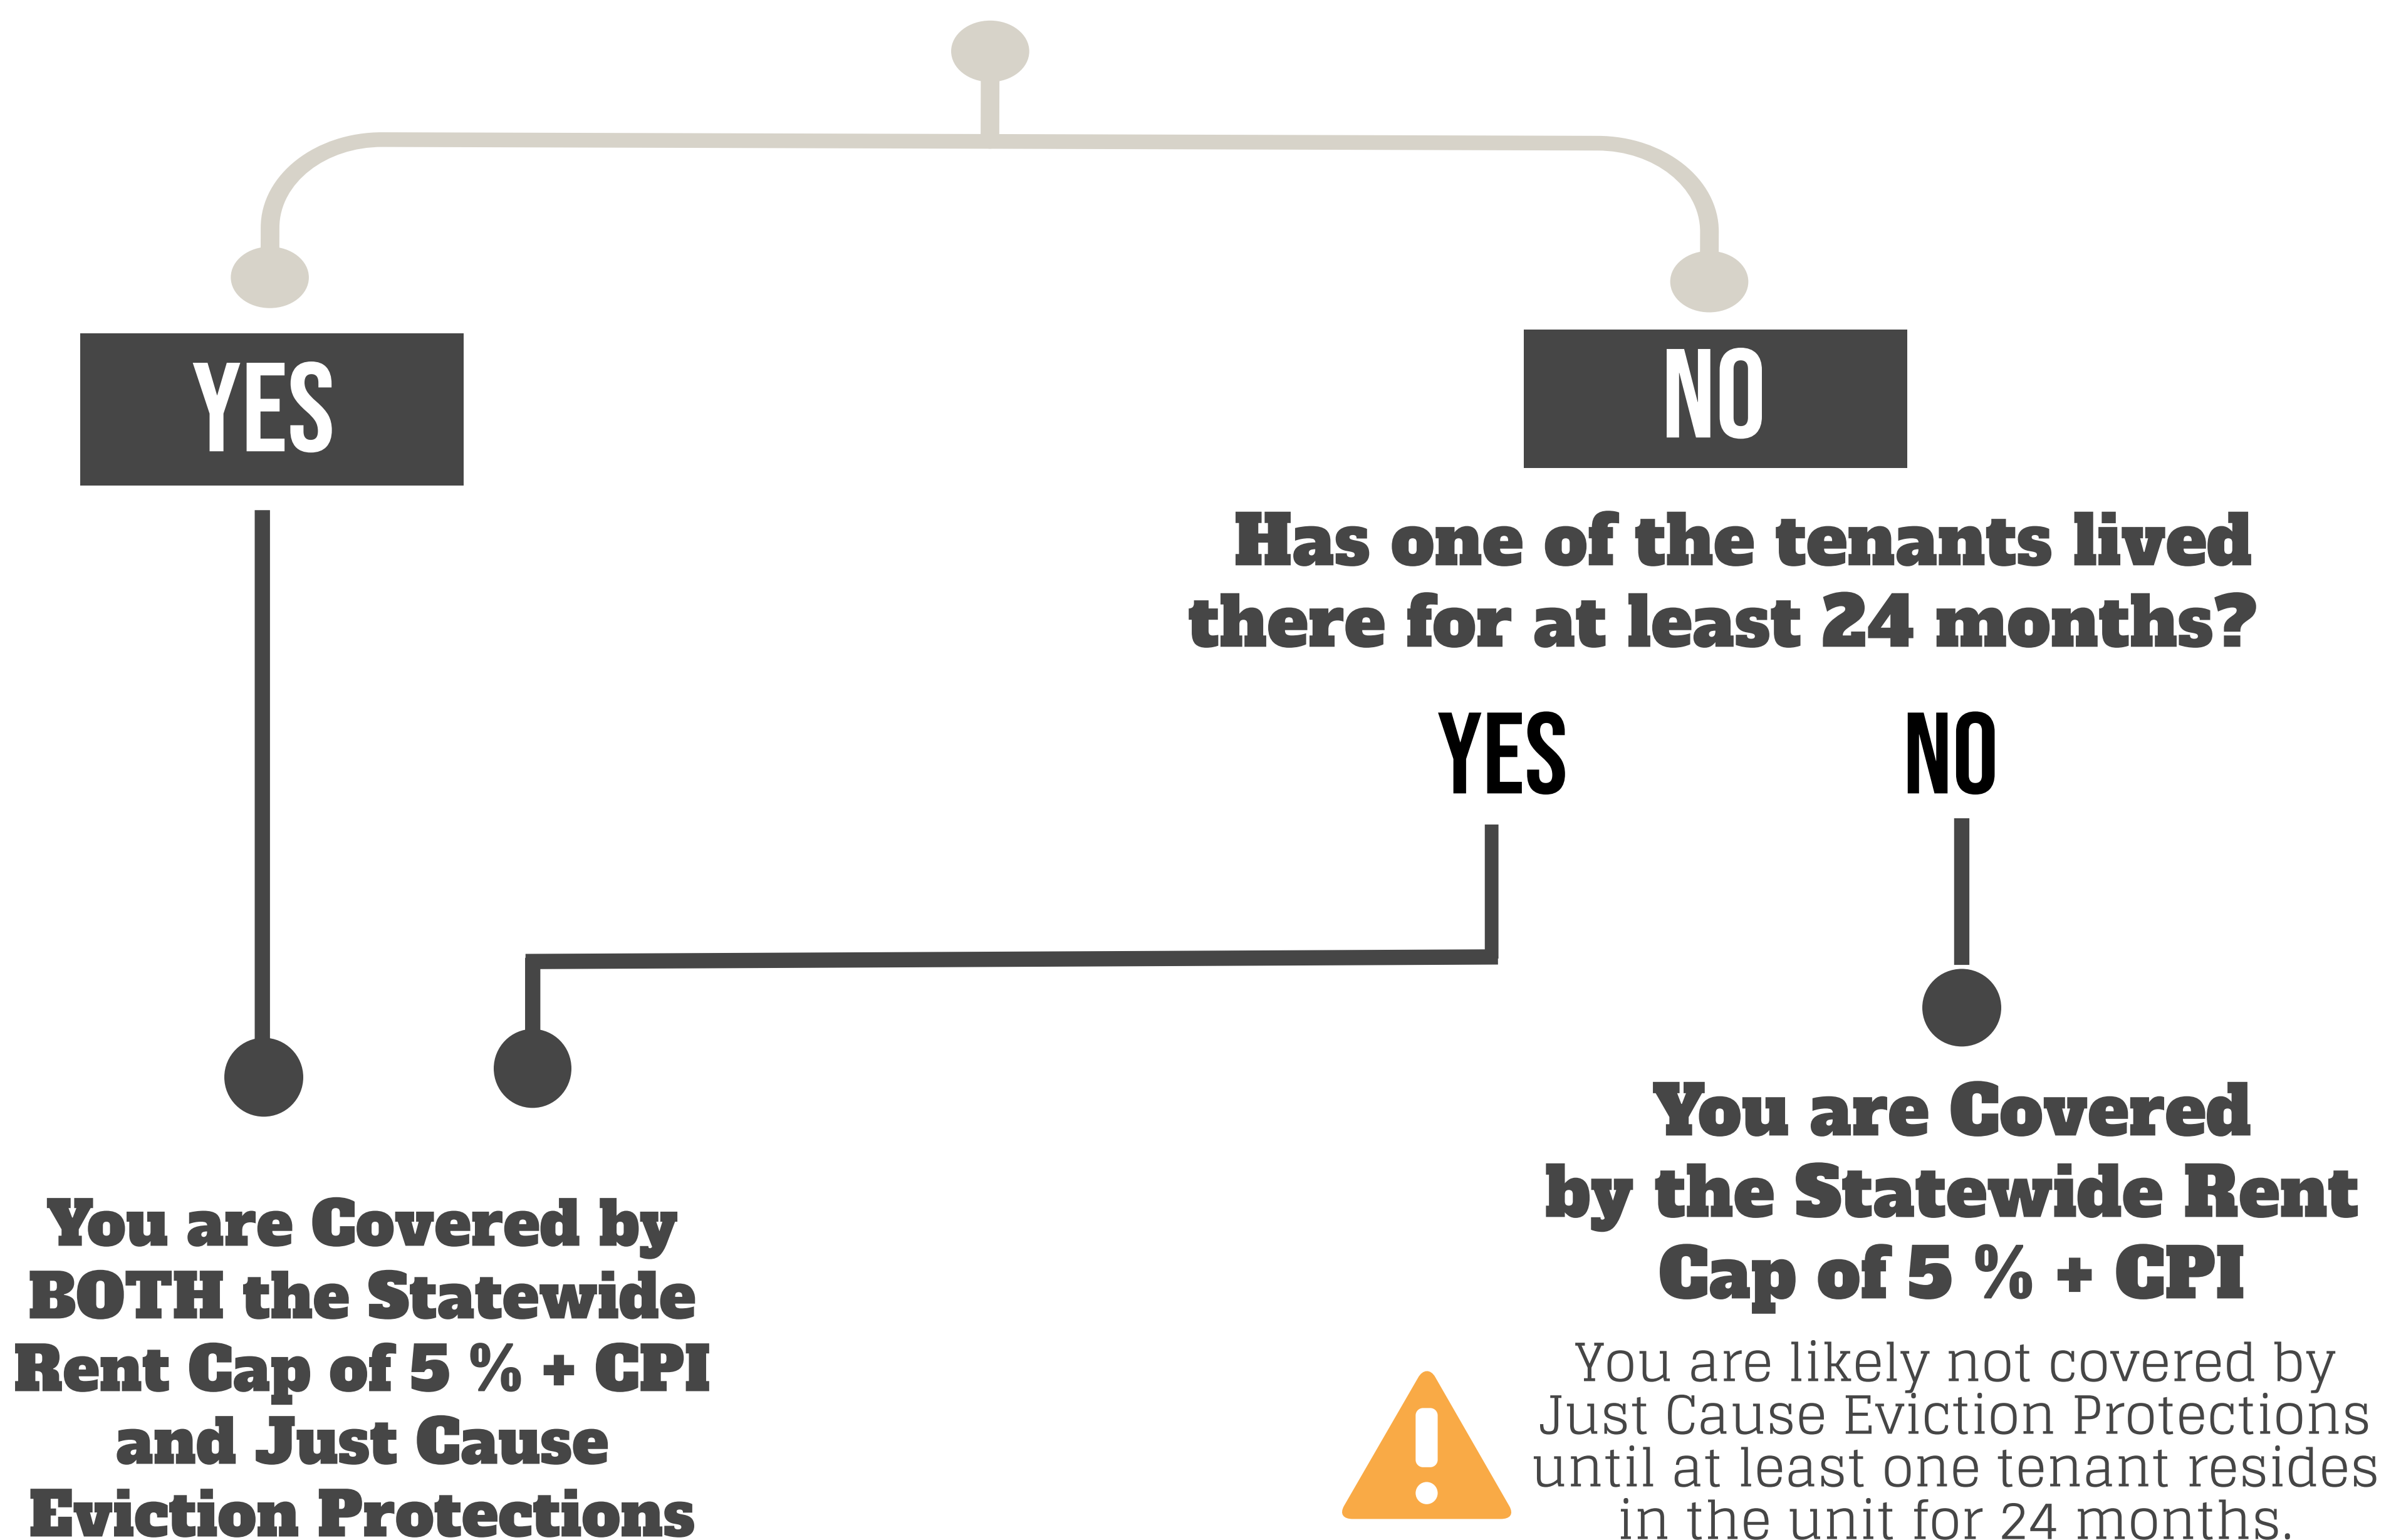 YES
NO
Has one of the tenants lived
there for at least 24 months?
YES
NO
You are Covered by
BOTH the Statewide
Rent Cap of 5 % + CPI
and Just Cause
Eviction Protections
You are Covered
by the Statewide Rent
Cap of 5 % + CPI
You are likely not covered by
Just Cause Eviction Protections
until at least one tenant resides
in the unit for 24 months.